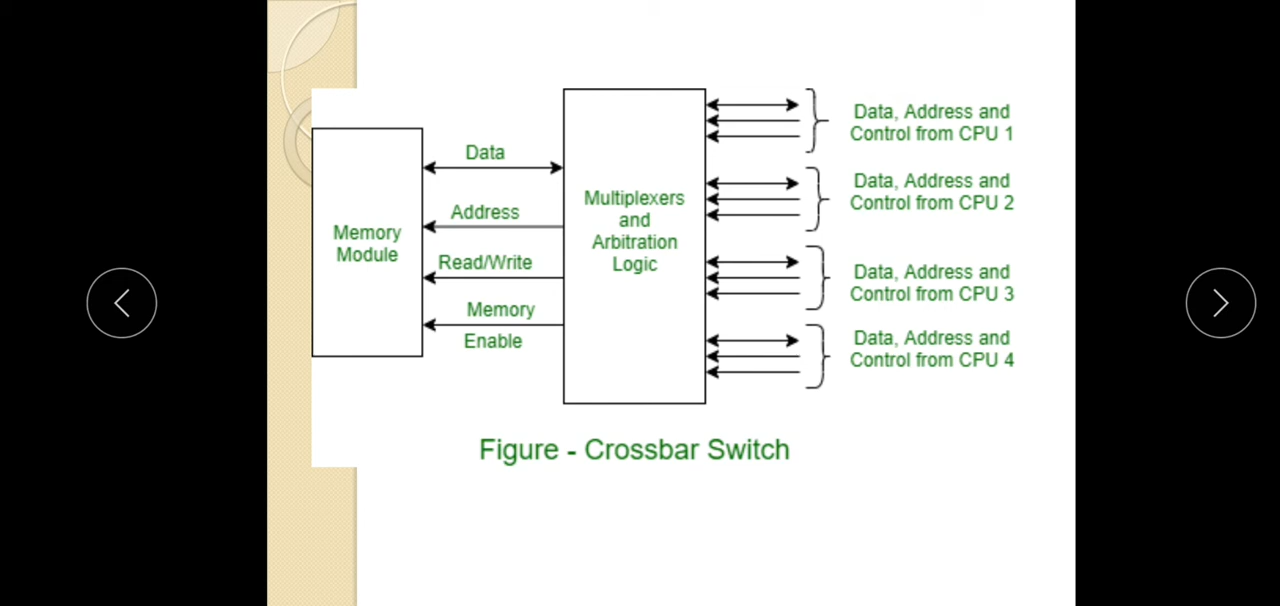 Data, Address and
Control from CPU 1
Data
Multiplexers
and
Arbitration
Logic
Data, Address and
Control from CPU 2
Address
Memory
Module
Read/Write
Data, Address and
Control from CPU 3
Memory
Enable
Data, Address and
Control from CPU 4
Figure - Crossbar Switch